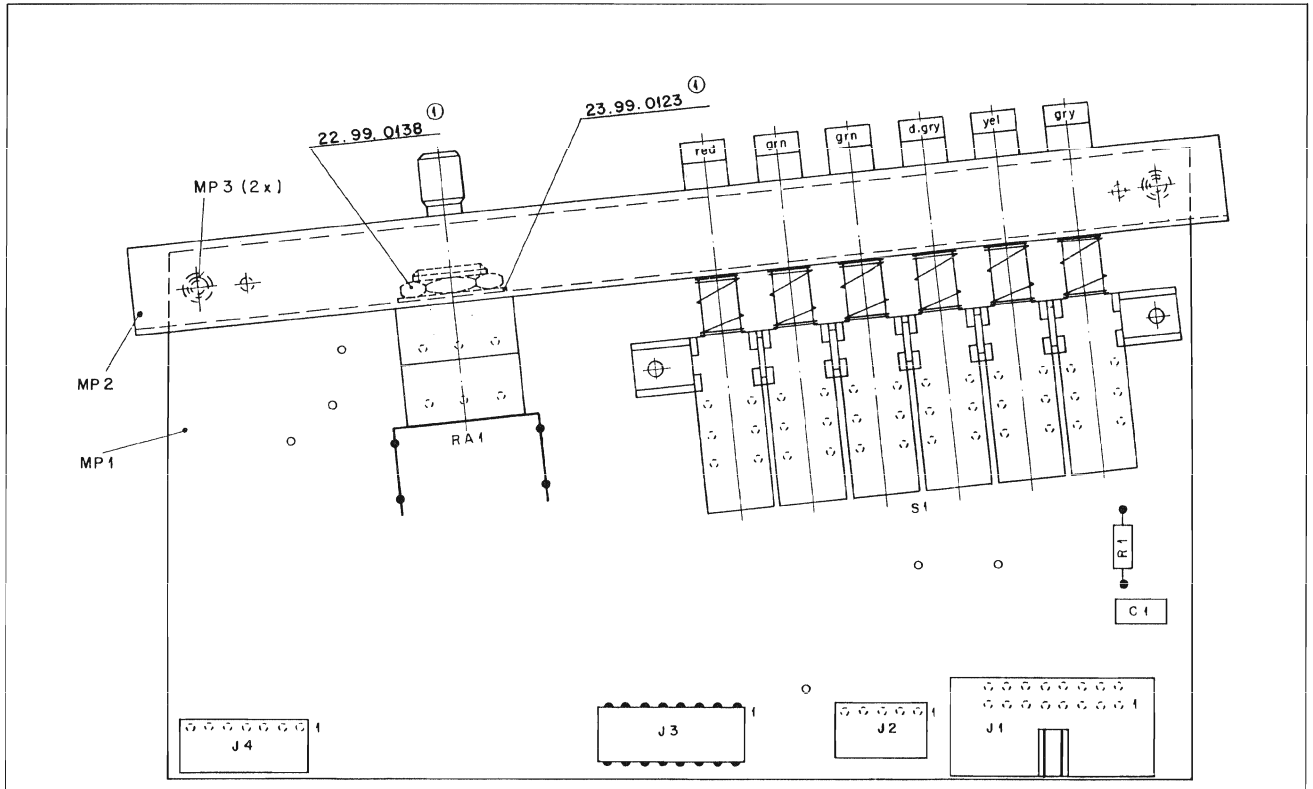 22.99.0138 ①
23.99.0123 ①
red
grn
grn
d.gry
yel
gry
MP3 (2x)
MP2
MP1
RA1
S1
R1
C1
J4
1
J3
1
J2
1
J1
1